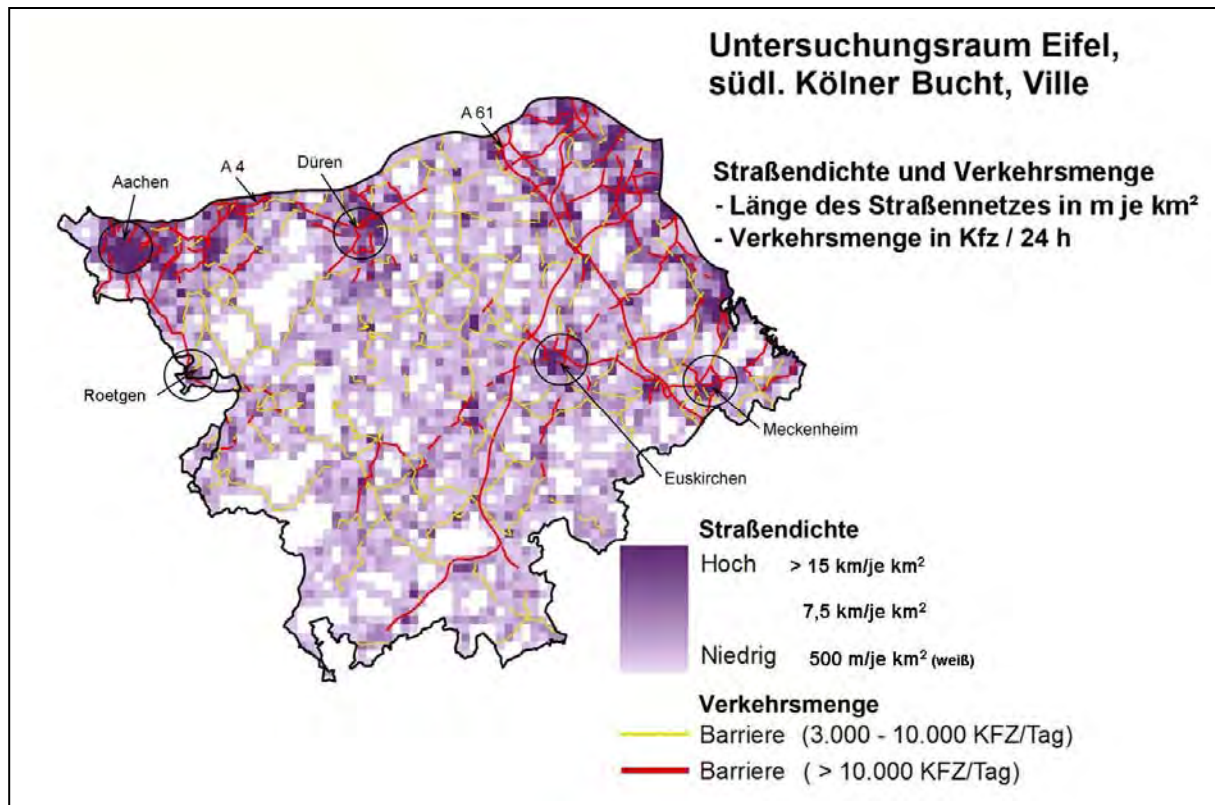 Untersuchungsraum Eifel,
südl. Kölner Bucht, Ville
Straßendichte und Verkehrsmenge
- Länge des Straßennetzes in m je km²
- Verkehrsmenge in Kfz / 24 h
A 61
A 4
Düren
Aachen
Roetgen
Meckenheim
Euskirchen
Straßendichte
Hoch > 15 km/je km²
7,5 km/je km²
Niedrig 500 m/je km² (weiß)
Verkehrsmenge
Barriere (3.000 - 10.000 KFZ/Tag)
Barriere ( > 10.000 KFZ/Tag)